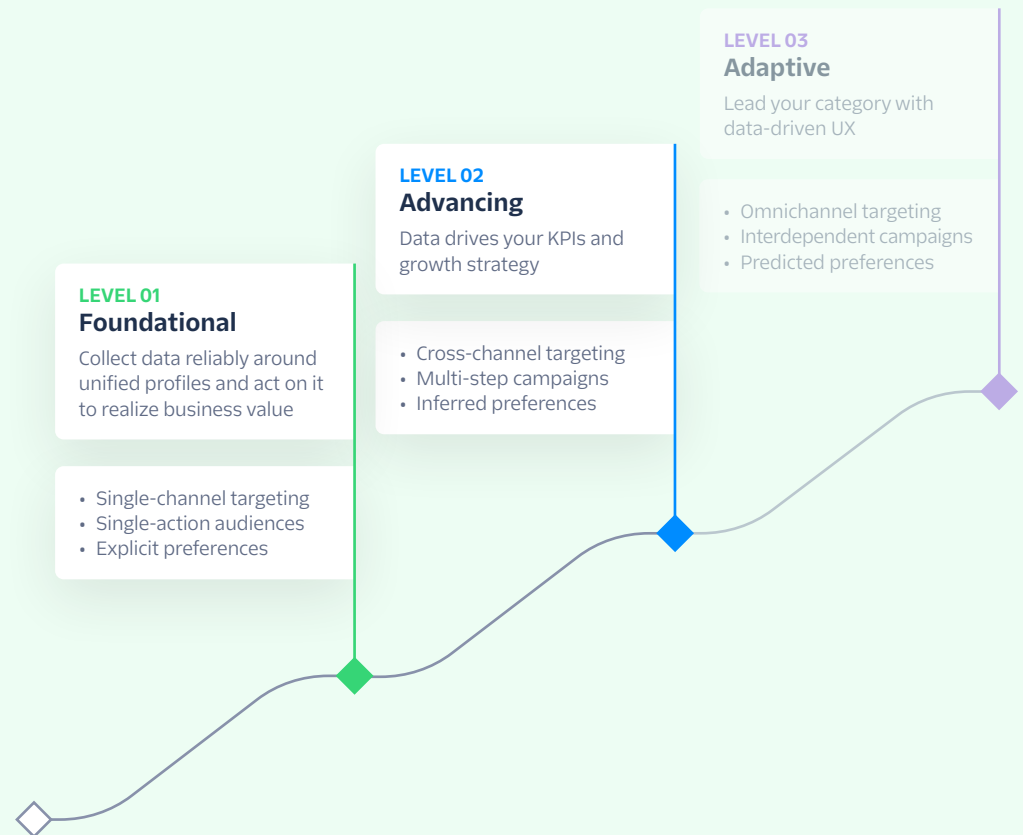 LEVEL 03
Adaptive
Lead your category with
data-driven UX
• Omnichannel targeting
• Interdependent campaigns
• Predicted preferences
LEVEL 02
Advancing
Data drives your KPIs and
growth strategy
• Cross-channel targeting
• Multi-step campaigns
• Inferred preferences
LEVEL 01
Foundational
Collect data reliably around
unified profiles and act on it
to realize business value
• Single-channel targeting
• Single-action audiences
• Explicit preferences